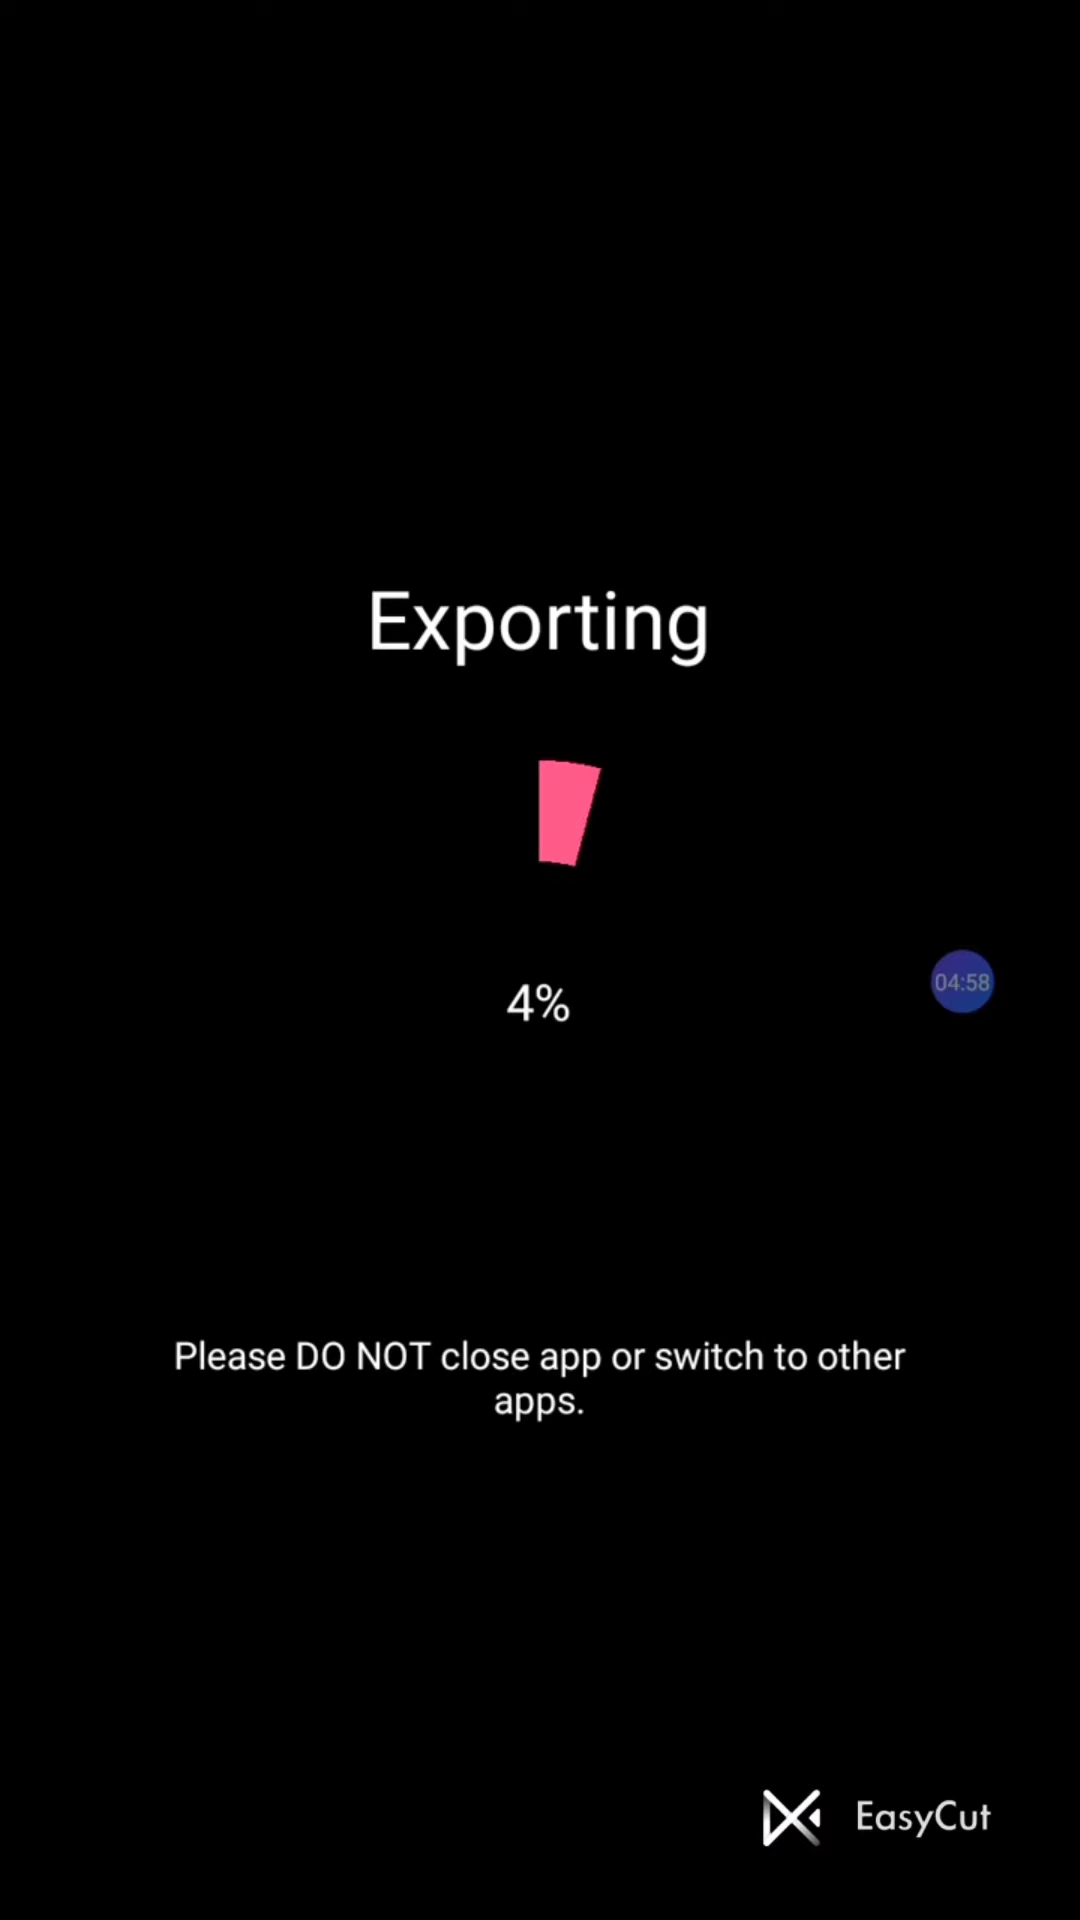 Exporting
4%
04:58
Please DO NOT close app or switch to other
apps.
EasyCut